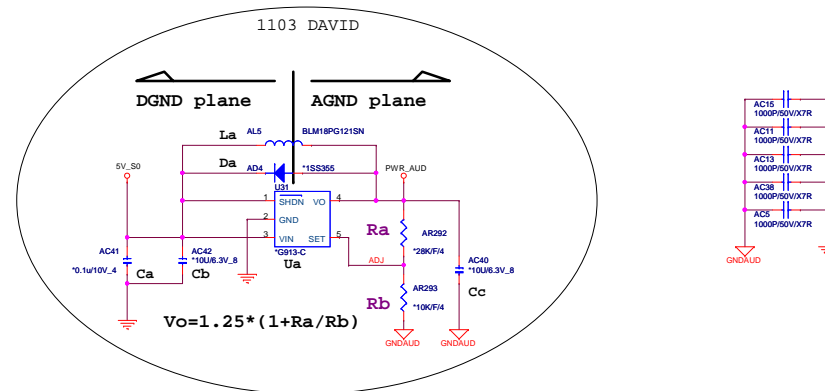 1103 DAVID
DGND plane
AGND plane
La
AL5
BLM18PG121SN
5V_S0
Da
AD4
*1SS355
PWR_AUD
U31
1
SHDN
VO
4
2
GND
3
VIN
SET
5
*G913-C
Ua
ADJ
Ra
AR292
*28K/F/4
Rb
AR293
*10K/F/4
AC41
*0.1u/10V_4
Ca
AC42
*10U/6.3V_8
Cb
AC40
*10U/6.3V_8
Cc
Vo=1.25*(1+Ra/Rb)
GNDAUD
GNDAUD
AC15
1000P/50V/X7R
AC11
1000P/50V/X7R
AC13
1000P/50V/X7R
AC38
1000P/50V/X7R
AC5
1000P/50V/X7R
GNDAUD